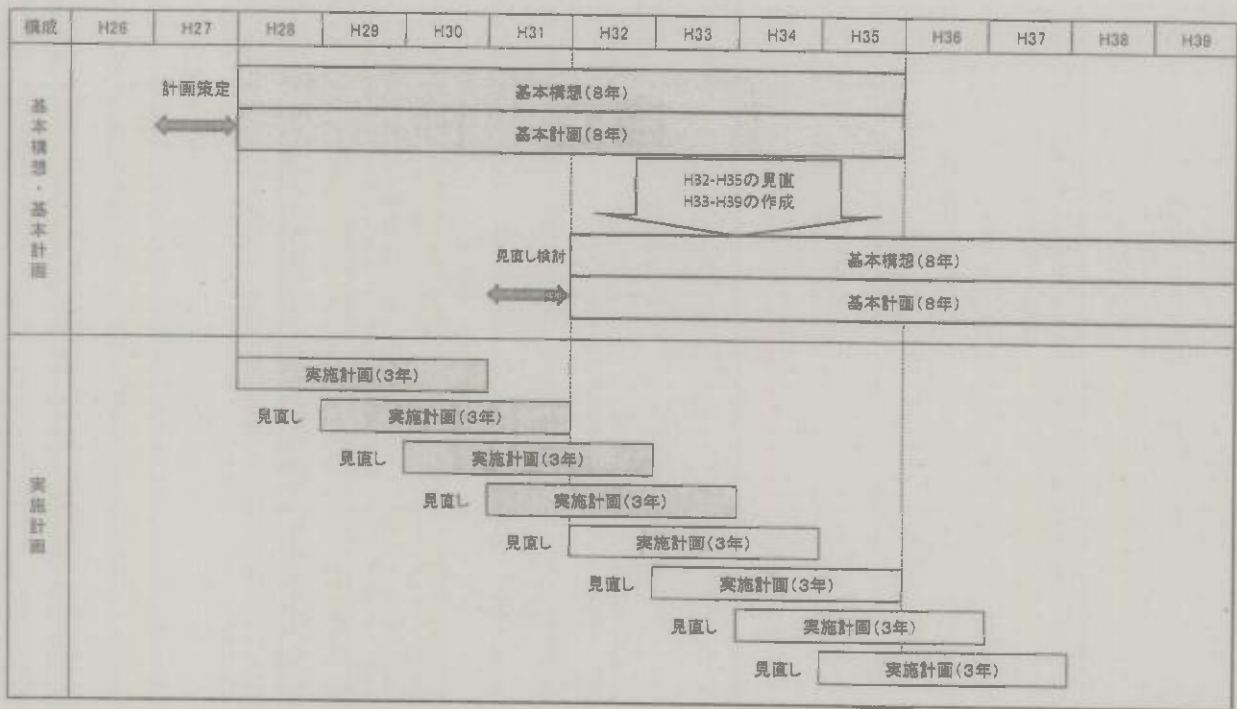 構成 H26 H27 H28 H29 H30 H31 H32 H33 H34 H35 H36 H37 H38 H39
基本構想・基本計画
計画策定
基本構想(8年)
基本計画(8年)
H32-H35の見直
H33-H39の作成
見直し検討
基本構想(8年)
基本計画(8年)
実施計画
実施計画(3年)
見直し 実施計画(3年)
見直し 実施計画(3年)
見直し 実施計画(3年)
見直し 実施計画(3年)
見直し 実施計画(3年)
見直し 実施計画(3年)
見直し 実施計画(3年)